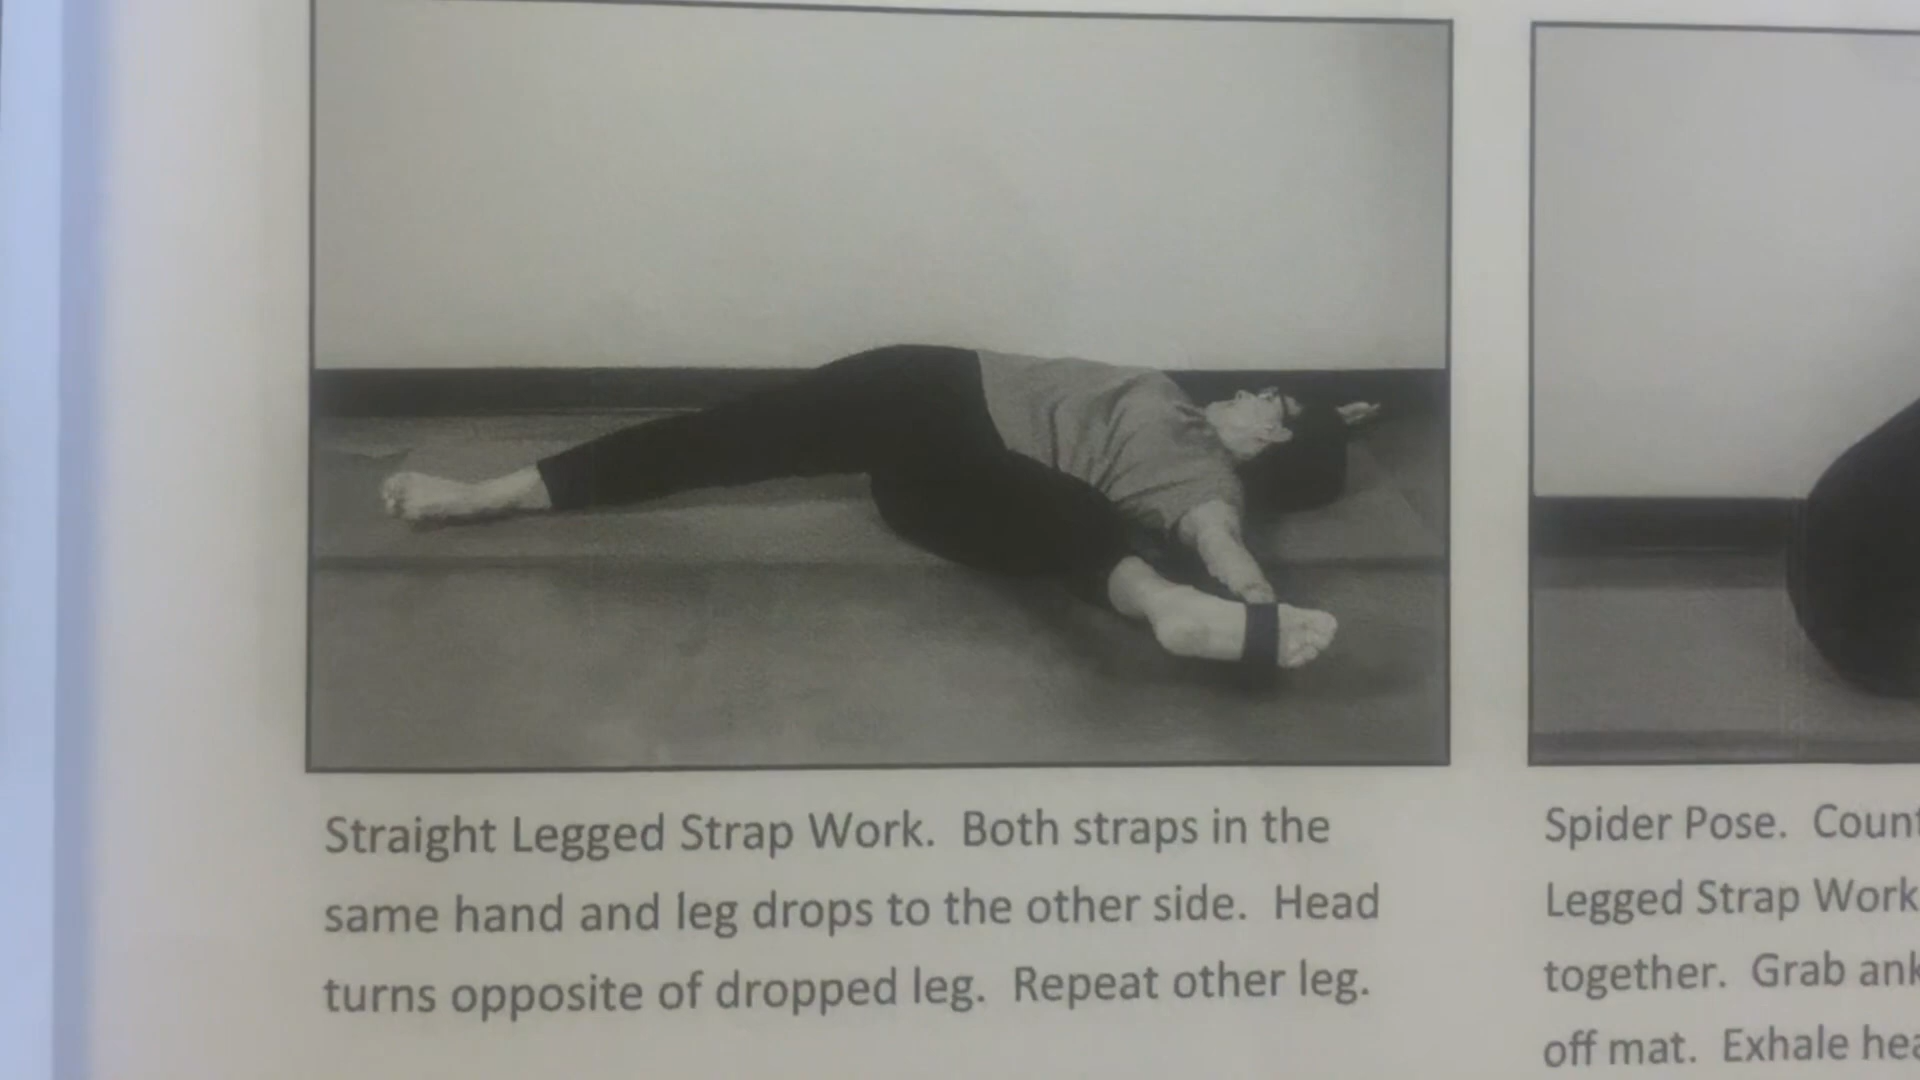 Straight Legged Strap Work. Both straps in the
same hand and leg drops to the other side. Head
turns opposite of dropped leg. Repeat other leg.
Spider Pose.
Legged Strap Work
together. Grab
off mat. Exhale